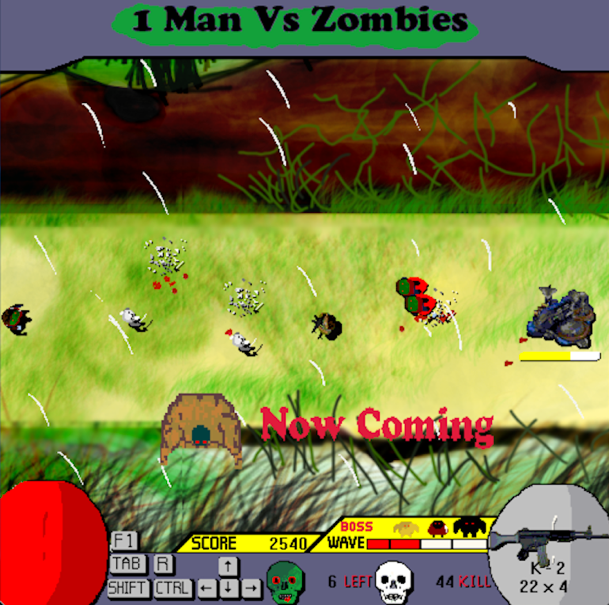 1 Man Vs Zombies
Now Coming
BOSS
F1
SCORE 2540
WAVE
TAB R
SHIFT CTRL ← ↑ ↓ →
6 LEFT
44 KILL
K-2
22 × 4